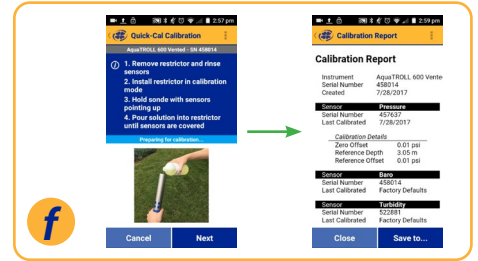 2:57 pm
Quick-Cal Calibration
AquaTROLL 600 Vented - SN 458014
1. Remove restrictor and rinse
sensors
2. Install restrictor in calibration
mode
3. Hold sonde with sensors
pointing up
4. Pour solution into restrictor
until sensors are covered
Preparing for calibration...
Cancel Next
f
2:59 pm
Calibration Report
Calibration Report
Instrument AquaTROLL 600 Vente
Serial Number 458014
Created 7/28/2017
Sensor Pressure
Serial Number 457637
Last Calibrated 7/28/2017
Calibration Details
Zero Offset 0.01 psi
Reference Depth 3.05 m
Reference Offset 0.01 psi
Sensor Baro
Serial Number 458014
Last Calibrated Factory Defaults
Sensor Turbidity
Serial Number 522881
Last Calibrated Factory Defaults
Close Save to...